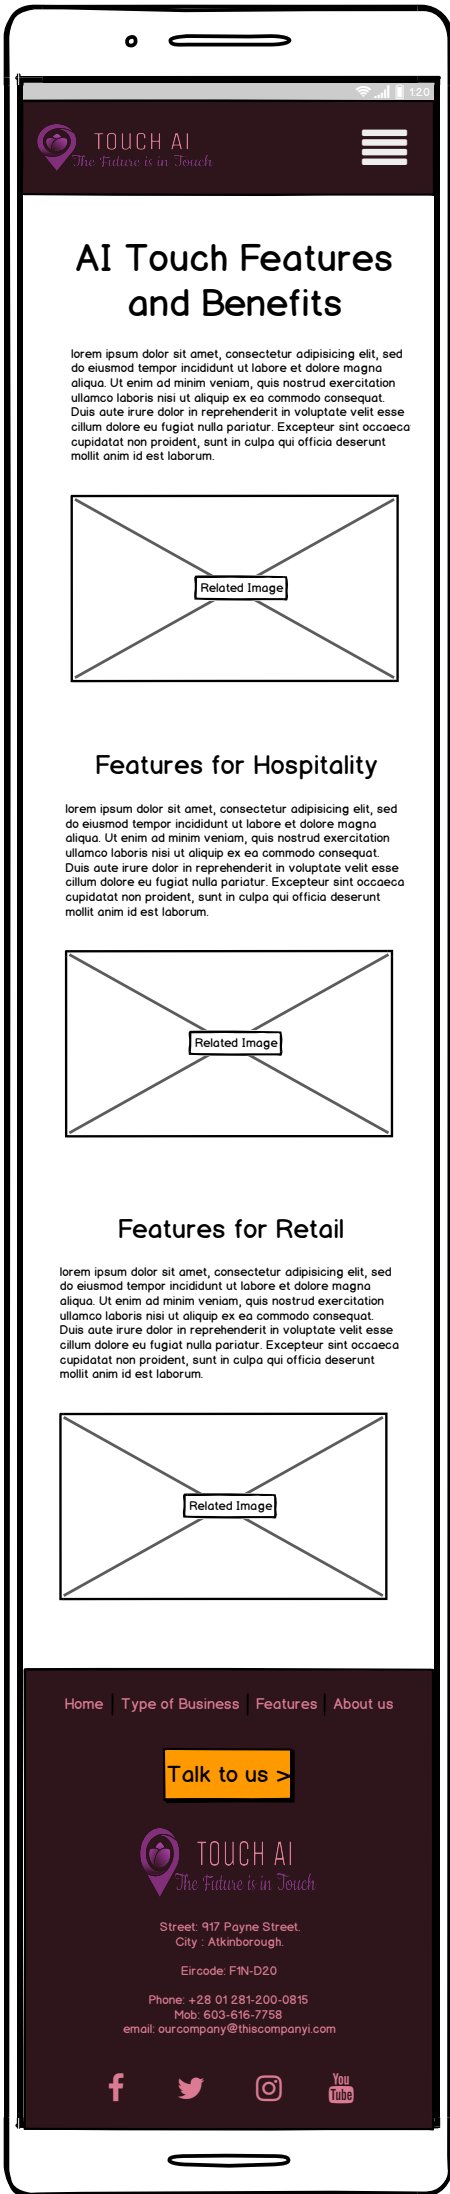 1:20
TOUCH AI
The Future is in Touch
AI Touch Features
and Benefits
lorem ipsum dolor sit amet, consectetur adipisicing elit, sed
do eiusmod tempor incididunt ut labore et dolore magna
aliqua. Ut enim ad minim veniam, quis nostrud exercitation
ullamco laboris nisi ut aliquip ex ea commodo consequat.
Duis aute irure dolor in reprehenderit in voluptate velit esse
cillum dolore eu fugiat nulla pariatur. Excepteur sint occaeca
cupidatat non proident, sunt in culpa qui officia deserunt
mollit anim id est laborum.
Related Image
Features for Hospitality
lorem ipsum dolor sit amet, consectetur adipisicing elit, sed
do eiusmod tempor incididunt ut labore et dolore magna
aliqua. Ut enim ad minim veniam, quis nostrud exercitation
ullamco laboris nisi ut aliquip ex ea commodo consequat.
Duis aute irure dolor in reprehenderit in voluptate velit esse
cillum dolore eu fugiat nulla pariatur. Excepteur sint occaeca
cupidatat non proident, sunt in culpa qui officia deserunt
mollit anim id est laborum.
Related Image
Features for Retail
lorem ipsum dolor sit amet, consectetur adipisicing elit, sed
do eiusmod tempor incididunt ut labore et dolore magna
aliqua. Ut enim ad minim veniam, quis nostrud exercitation
ullamco laboris nisi ut aliquip ex ea commodo consequat.
Duis aute irure dolor in reprehenderit in voluptate velit esse
cillum dolore eu fugiat nulla pariatur. Excepteur sint occaeca
cupidatat non proident, sunt in culpa qui officia deserunt
mollit anim id est laborum.
Related Image
Home | Type of Business | Features | About us
Talk to us >
TOUCH AI
The Future is in Touch
Street: 917 Payne Street.
City : Atkinborough.
Eircode: F1N-D20
Phone: +28 01 281-200-0815
Mob: 603-616-7758
email: ourcompany@thiscompanyi.com
You
Tube